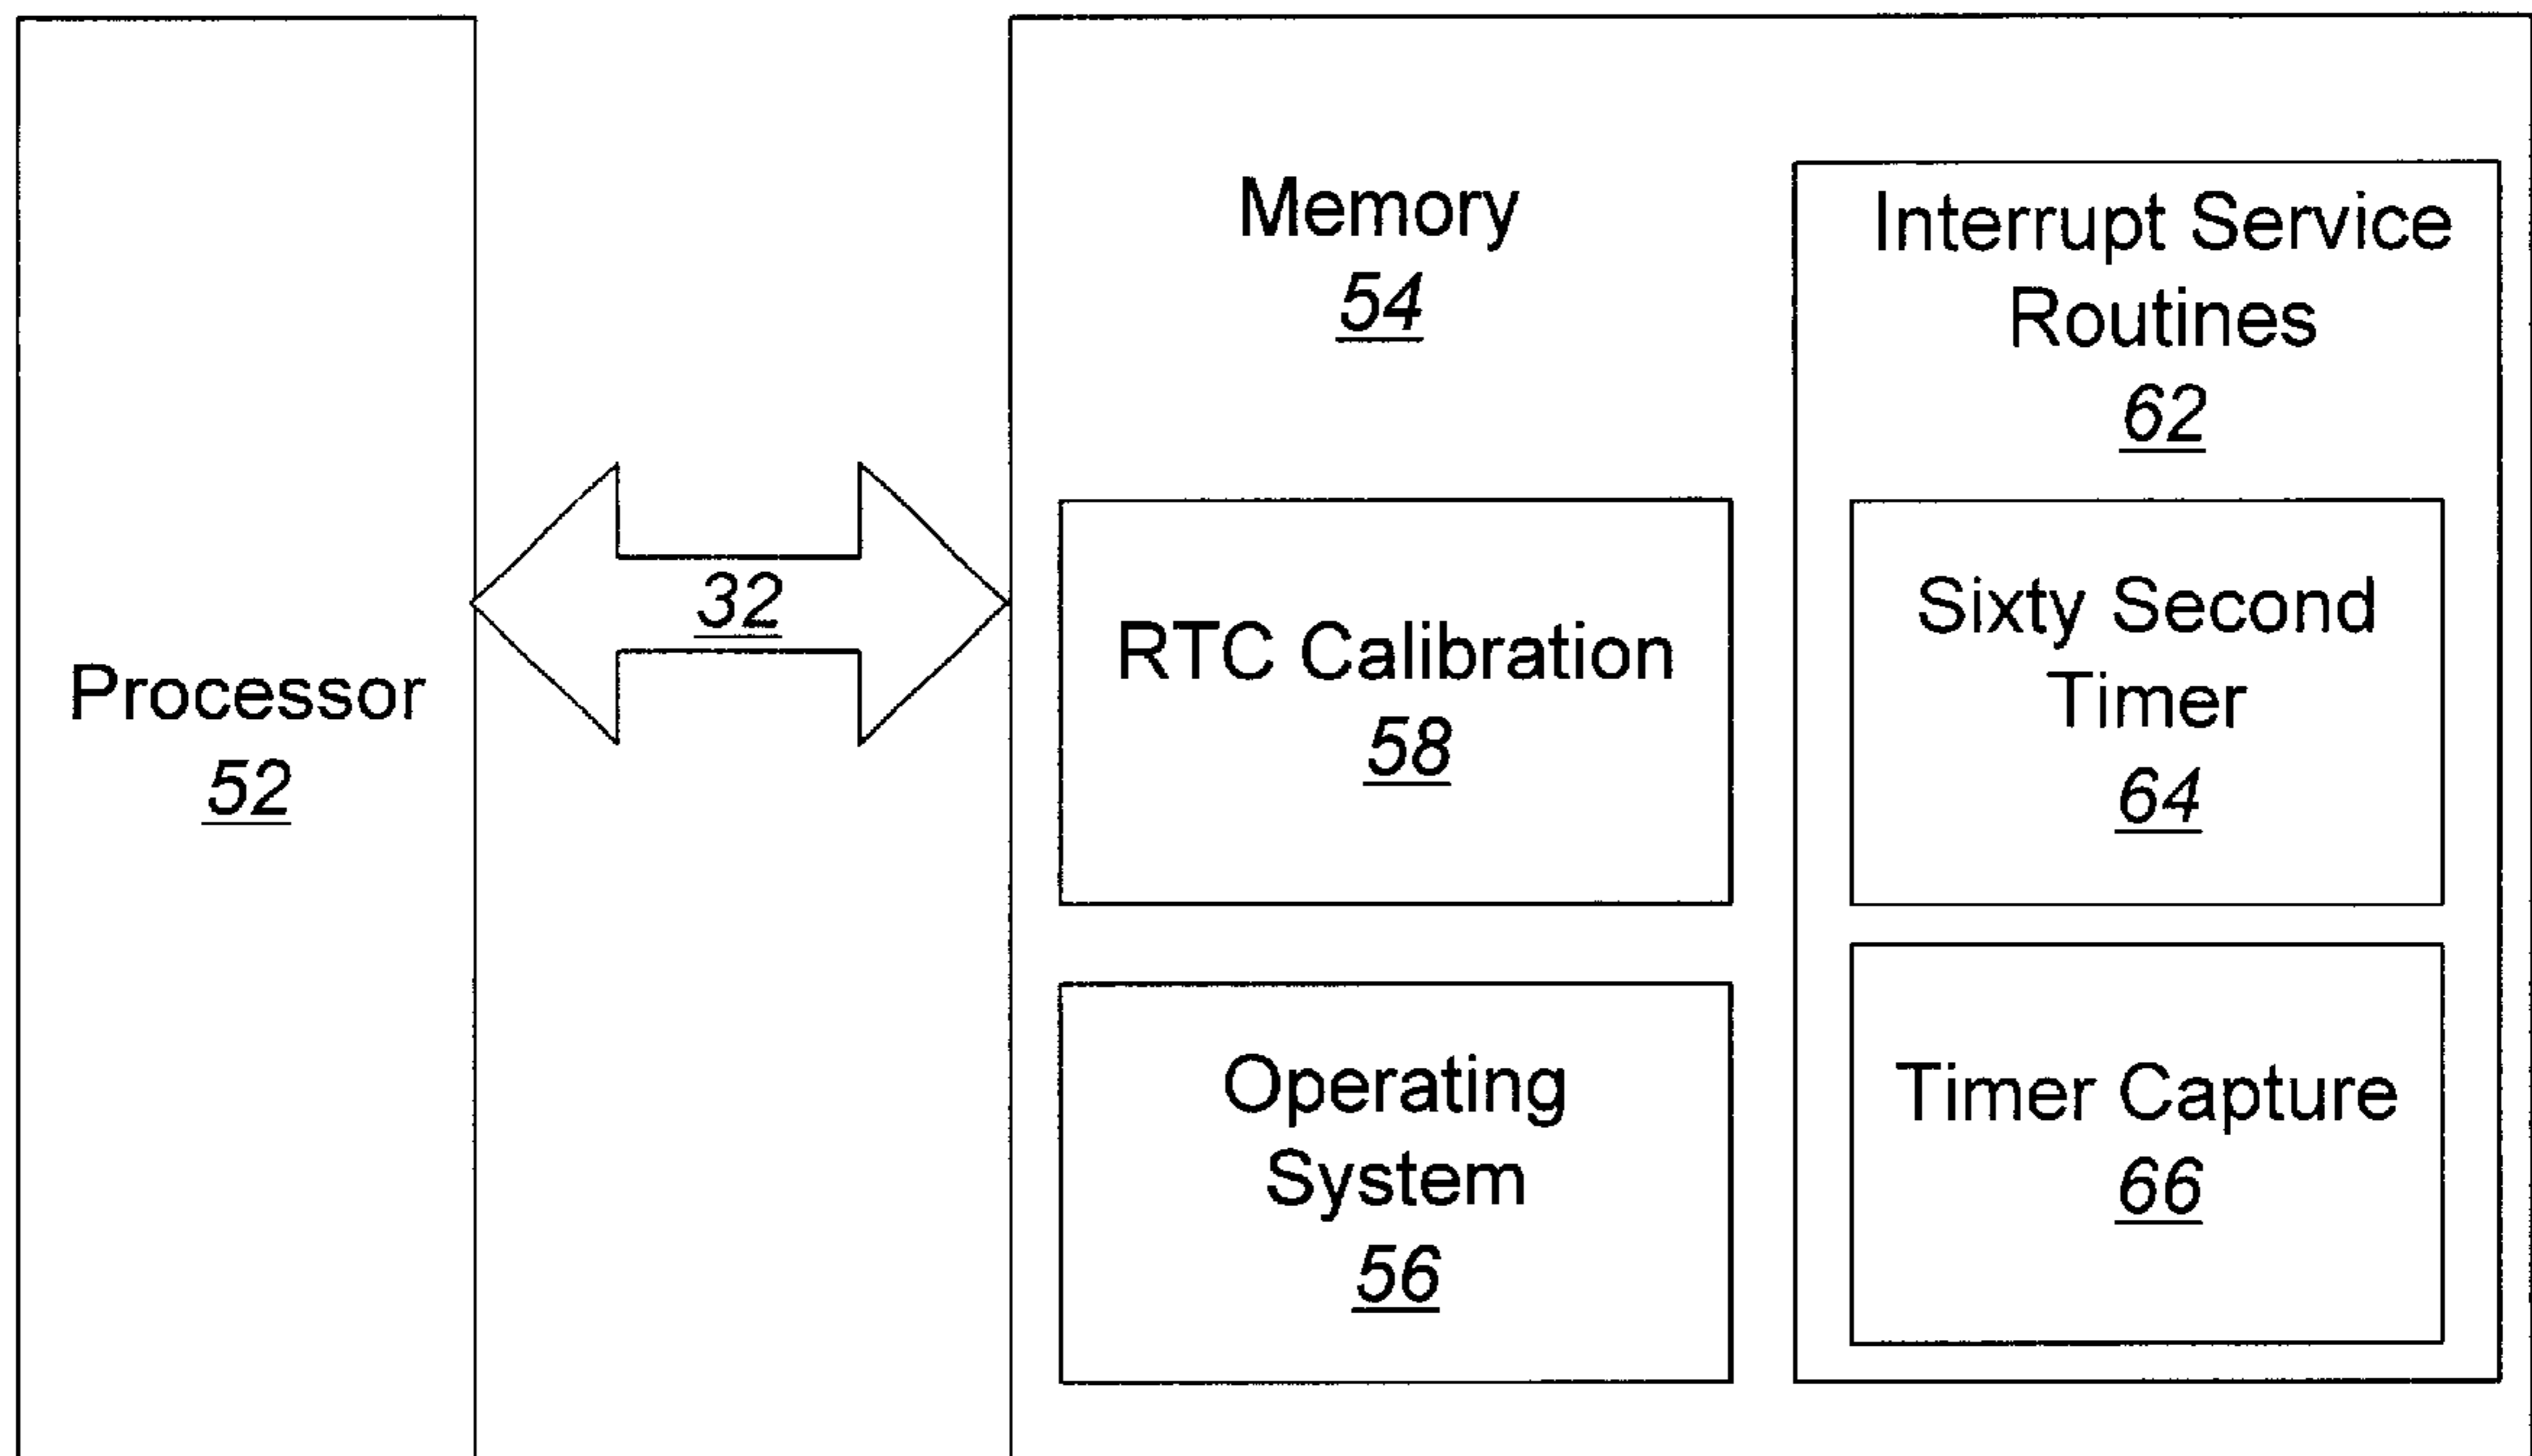 Processor
52
32
Memory
54
RTC Calibration
58
Operating
System
56
Interrupt Service
Routines
62
Sixty Second
Timer
64
Timer Capture
66